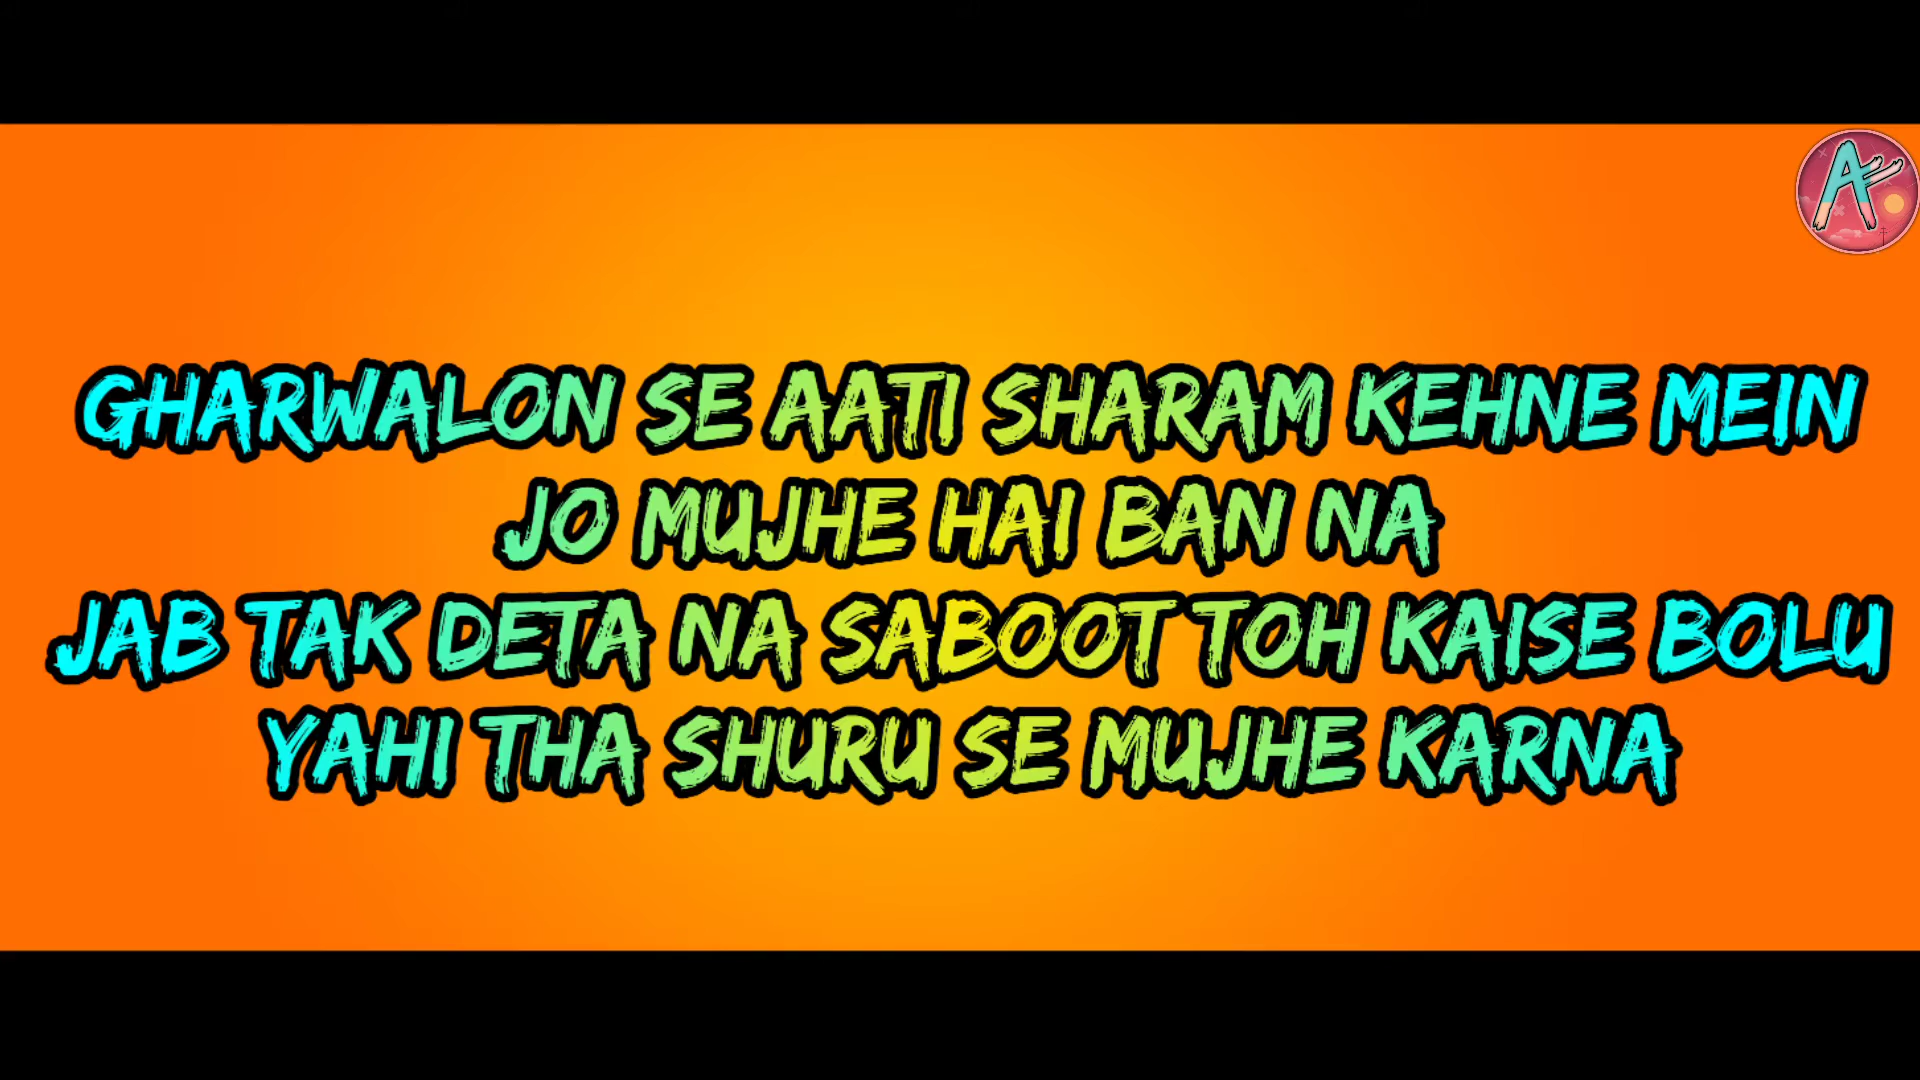 GHARWALON SE AATI SHARAM KEHNE MEIN
JO MUJHE HAI BAN NA
JAB TAK DETA NA SABOOT TOH KAISE BOLU
YAHI THA SHURU SE MUJHE KARNA